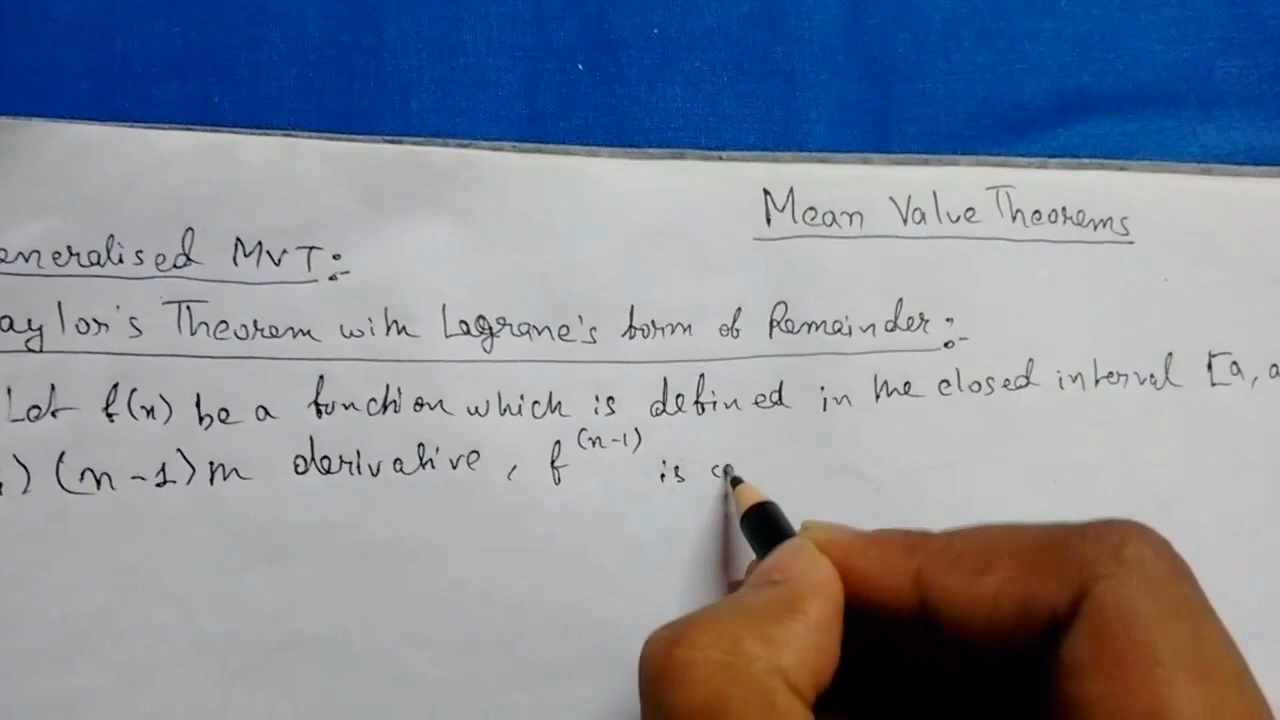 Mean Value Theorems
eneralised MVT:-
aylor's Theorem with Lagrane's form of Remainder:-
Let f(x) be a function which is defined in the closed interval [a, a
) (n-1)th derivative, f^(n-1) is c